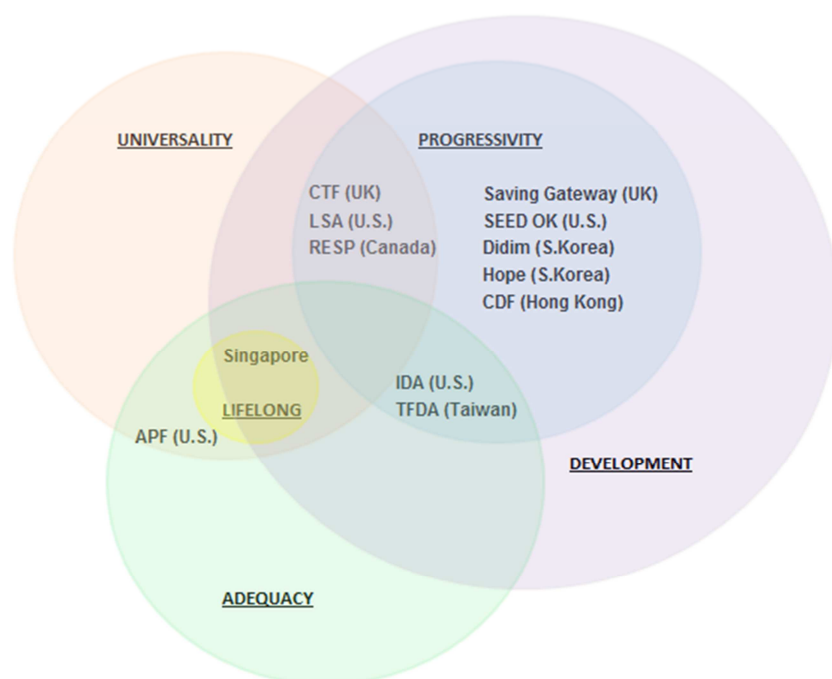 UNIVERSALITY
PROGRESSIVITY
CTF (UK)
LSA (U.S.)
RESP (Canada)
Saving Gateway (UK)
SEED OK (U.S.)
Didim (S.Korea)
Hope (S.Korea)
CDF (Hong Kong)
Singapore
LIFELONG
APF (U.S.)
IDA (U.S.)
TFDA (Taiwan)
DEVELOPMENT
ADEQUACY